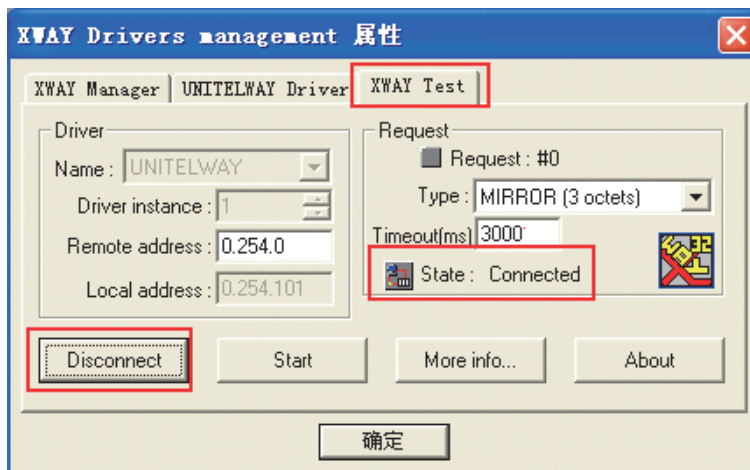 XWAY Drivers management 属性
XWAY Manager UNITELWAY Driver XWAY Test
Driver
Name : UNITELWAY
Driver instance : 1
Remote address : 0.254.0
Local address : 0.254.101
Request
Request : #0
Type : MIRROR (3 octets)
Timeout(ms) 3000
State : Connected
Disconnect Start More info... About
确定